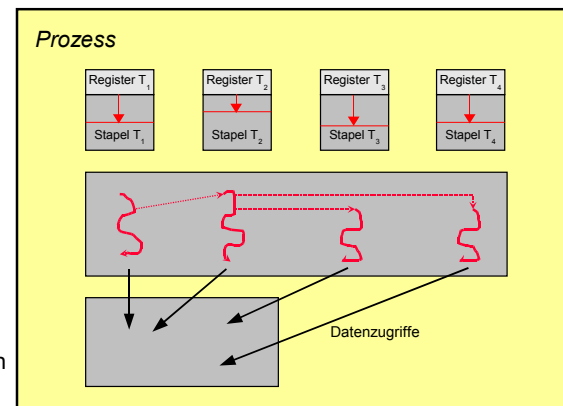 Prozess
Register T1
Register T2
Register T3
Register T4
Stapel T1
Stapel T2
Stapel T3
Stapel T4
Datenzugriffe